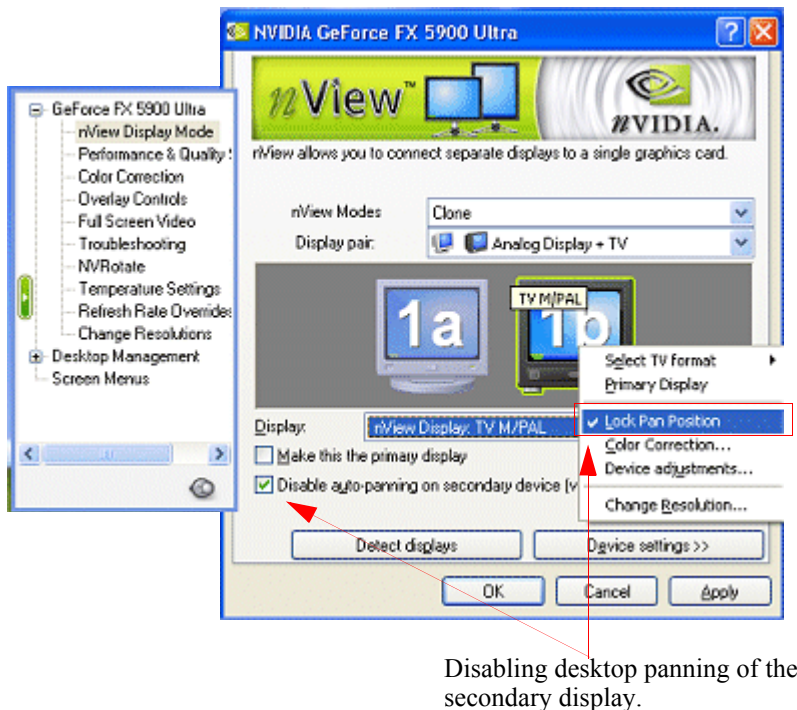 NVIDIA GeForce FX 5900 Ultra
nView™
nVIDIA.
nView allows you to connect separate displays to a single graphics card.
GeForce FX 5900 Ultra
nView Display Mode
Performance & Quality
Color Correction
Overlay Controls
Full Screen Video
Troubleshooting
NVRotate
Temperature Settings
Refresh Rate Overrides
Change Resolutions
Desktop Management
Screen Menus
nView Modes
Clone
Display pair:
Analog Display + TV
1a
1b
TV M/PAL
Select TV format
Primary Display
Lock Pan Position
Color Correction...
Device adjustments...
Change Resolution...
Display:
nView Display: TV M/PAL
Make this the primary display
Disable auto-panning on secondary device (v
Detect displays
Device settings >>
OK
Cancel
Apply
Disabling desktop panning of the
secondary display.